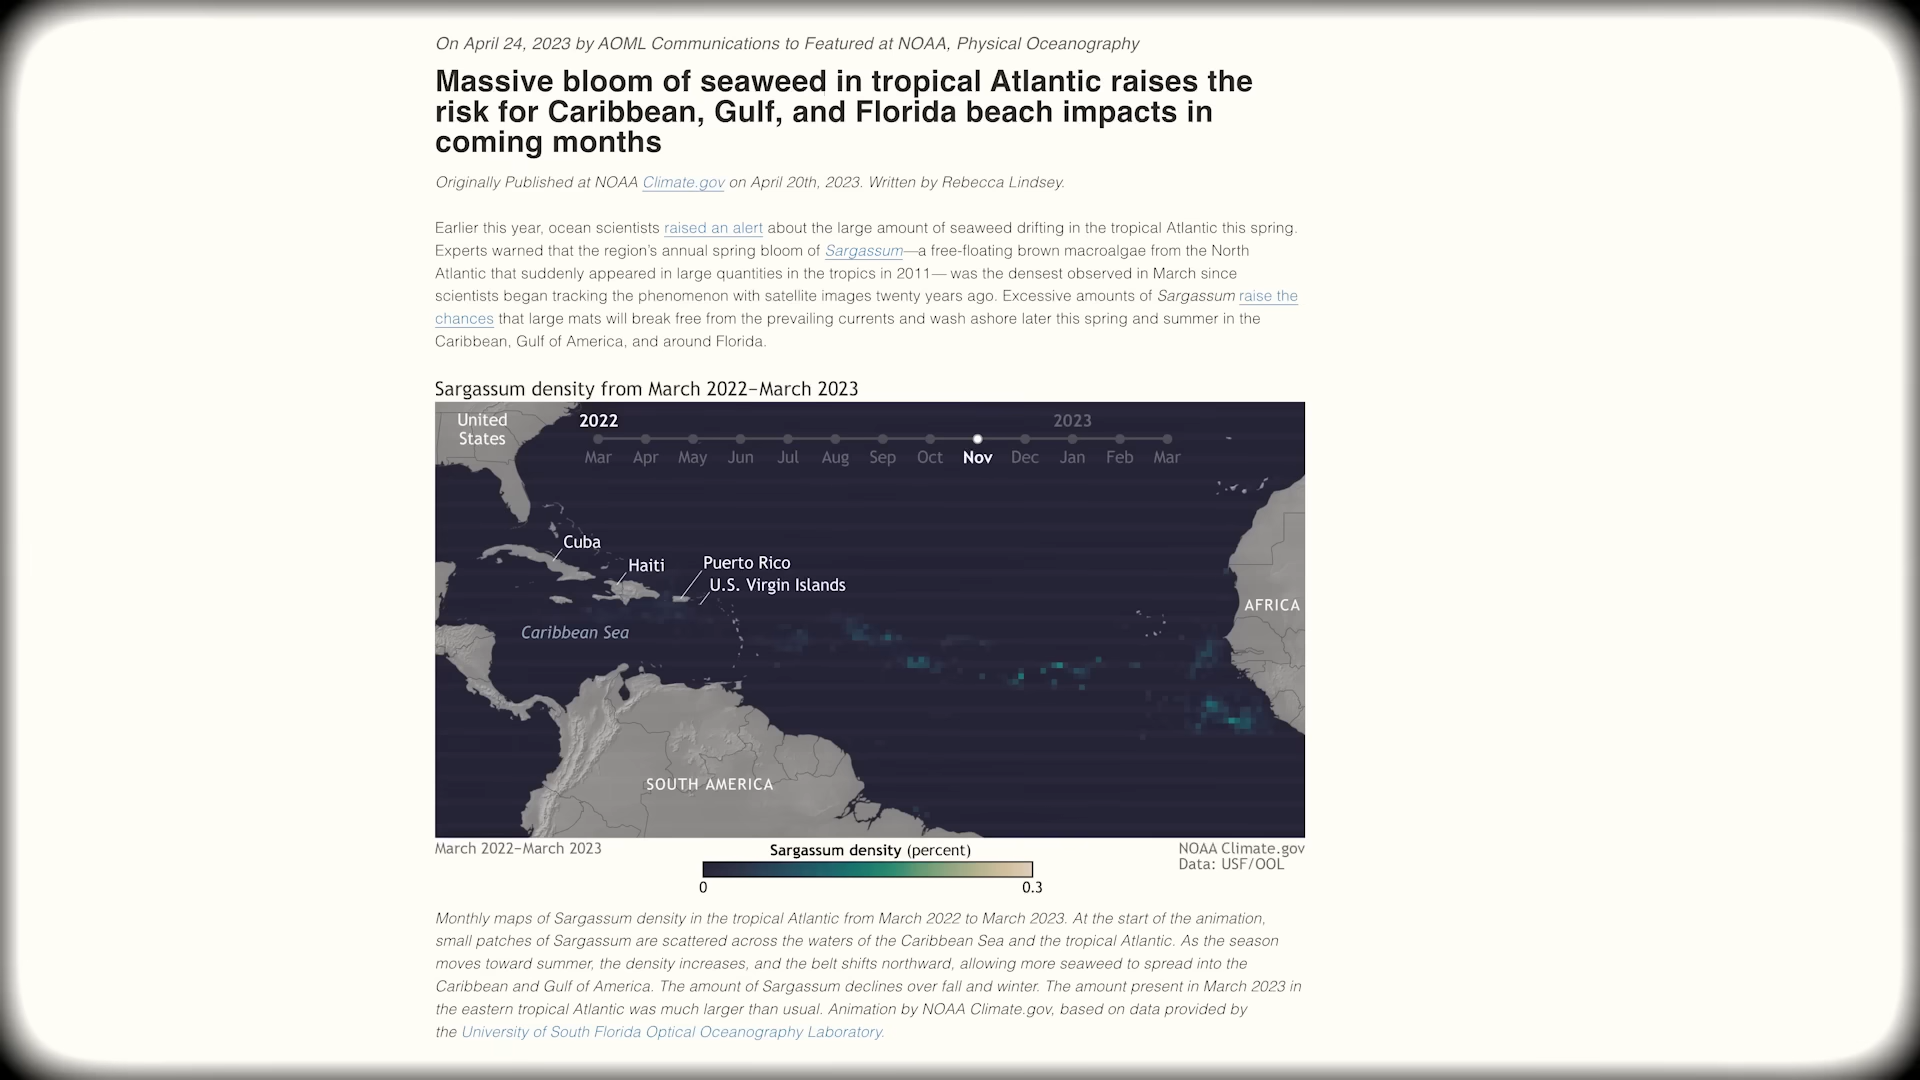 On April 24, 2023 by AOML Communications to Featured at NOAA, Physical Oceanography
Massive bloom of seaweed in tropical Atlantic raises the
risk for Caribbean, Gulf, and Florida beach impacts in
coming months
Originally Published at NOAA Climate.gov on April 20th, 2023. Written by Rebecca Lindsey.
Earlier this year, ocean scientists raised an alert about the large amount of seaweed drifting in the tropical Atlantic this spring.
Experts warned that the region's annual spring bloom of Sargassum—a free-floating brown macroalgae from the North
Atlantic that suddenly appeared in large quantities in the tropics in 2011— was the densest observed in March since
scientists began tracking the phenomenon with satellite images twenty years ago. Excessive amounts of Sargassum raise the
chances that large mats will break free from the prevailing currents and wash ashore later this spring and summer in the
Caribbean, Gulf of America, and around Florida.
Sargassum density from March 2022–March 2023
United
States
2022
2023
Mar Apr May Jun Jul Aug Sep Oct Nov Dec Jan Feb Mar
Cuba
Haiti
Puerto Rico
U.S. Virgin Islands
AFRICA
Caribbean Sea
SOUTH AMERICA
March 2022–March 2023
Sargassum density (percent)
0
0.3
NOAA Climate.gov
Data: USF/OOL
Monthly maps of Sargassum density in the tropical Atlantic from March 2022 to March 2023. At the start of the animation,
small patches of Sargassum are scattered across the waters of the Caribbean Sea and the tropical Atlantic. As the season
moves toward summer, the density increases, and the belt shifts northward, allowing more seaweed to spread into the
Caribbean and Gulf of America. The amount of Sargassum declines over fall and winter. The amount present in March 2023 in
the eastern tropical Atlantic was much larger than usual. Animation by NOAA Climate.gov, based on data provided by
the University of South Florida Optical Oceanography Laboratory.